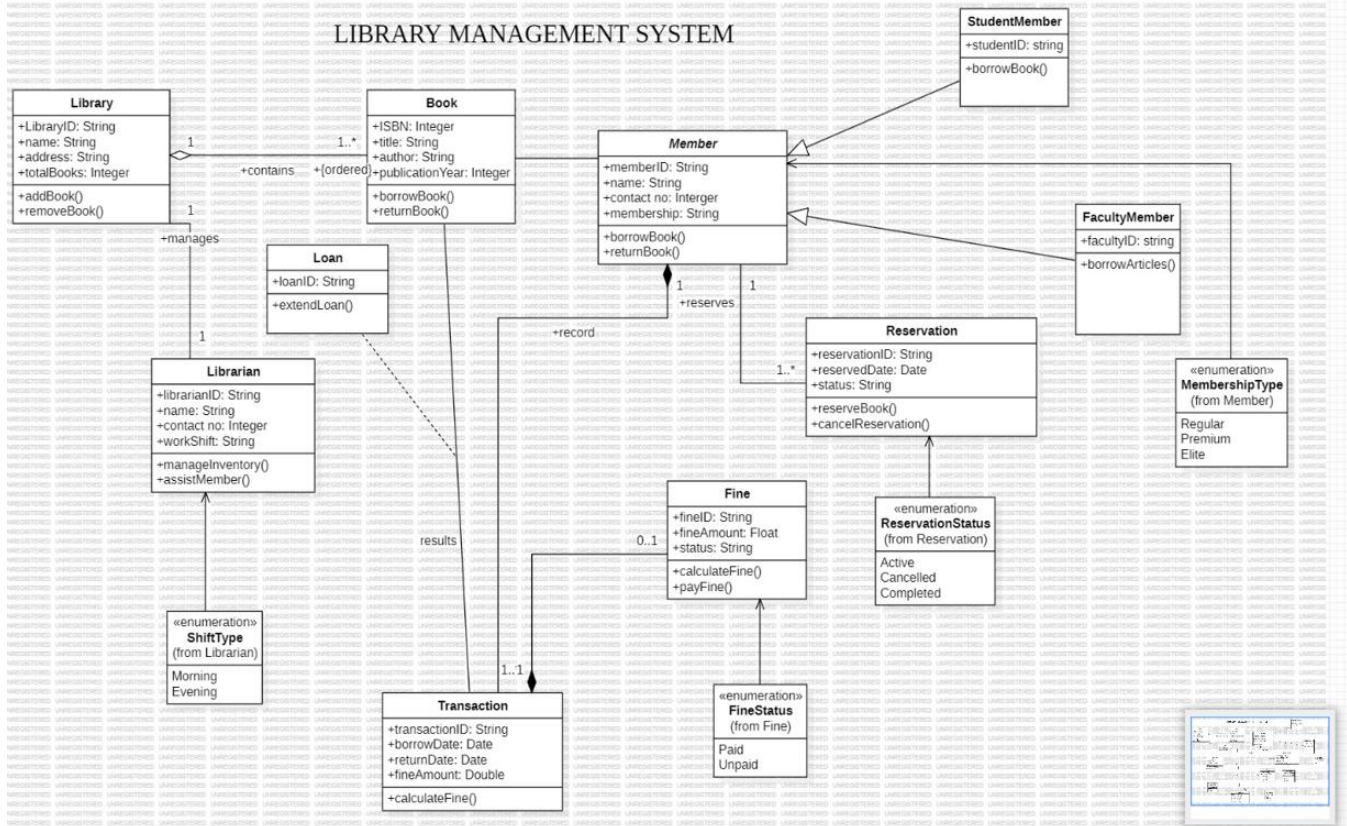 LIBRARY MANAGEMENT SYSTEM
StudentMember
+studentID: string
+borrowBook()
Library
+LibraryID: String
+name: String
+address: String
+totalBooks: Integer
+addBook()
+removeBook()
1
1..*
+contains
+{ordered}
Book
+ISBN: Integer
+title: String
+author: String
+publicationYear: Integer
+borrowBook()
+returnBook()
Member
+memberID: String
+name: String
+contact no: Interger
+membership: String
+borrowBook()
+returnBook()
FacultyMember
+facultyID: string
+borrowArticles()
1
+manages
1
Loan
+loanID: String
+extendLoan()
1
+record
+reserves
1
1..*
Reservation
+reservationID: String
+reservedDate: Date
+status: String
+reserveBook()
+cancelReservation()
«enumeration»
MembershipType
(from Member)
Regular
Premium
Elite
Librarian
+librarianID: String
+name: String
+contact no: Integer
+workShift: String
+manageInventory()
+assistMember()
results
Fine
+fineID: String
+fineAmount: Float
+status: String
+calculateFine()
+payFine()
0..1
«enumeration»
ReservationStatus
(from Reservation)
Active
Cancelled
Completed
«enumeration»
ShiftType
(from Librarian)
Morning
Evening
1
Transaction
+transactionID: String
+borrowDate: Date
+returnDate: Date
+fineAmount: Double
+calculateFine()
«enumeration»
FineStatus
(from Fine)
Paid
Unpaid
UNREGISTERED